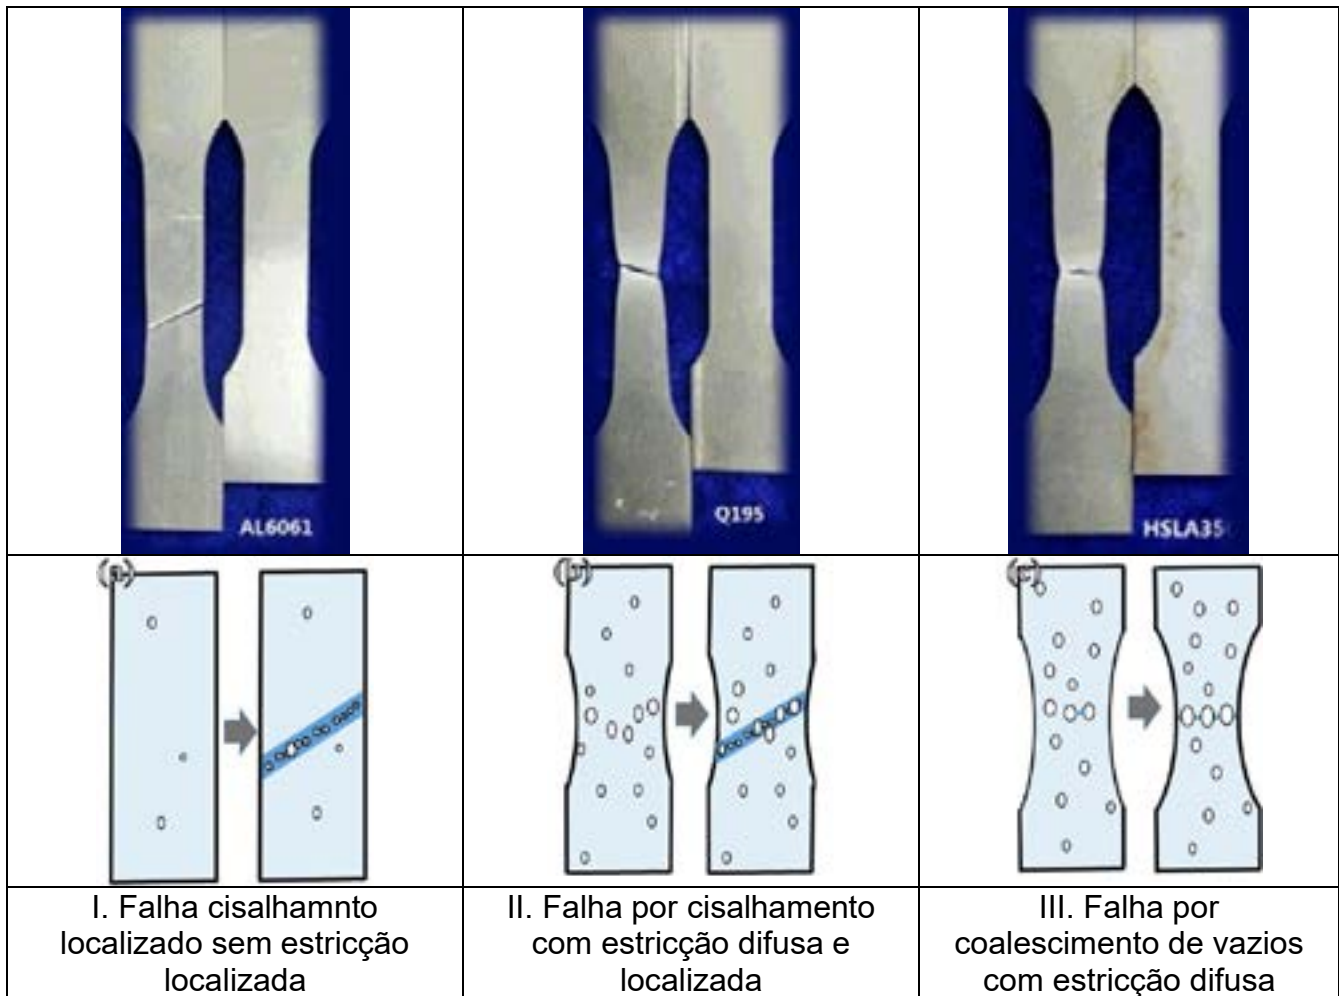 AL6061
Q195
HSLA35
(b)
(c)
I. Falha cisalhamnto
localizado sem estricção
localizada
II. Falha por cisalhamento
com estricção difusa e
localizada
III. Falha por
coalescimento de vazios
com estricção difusa